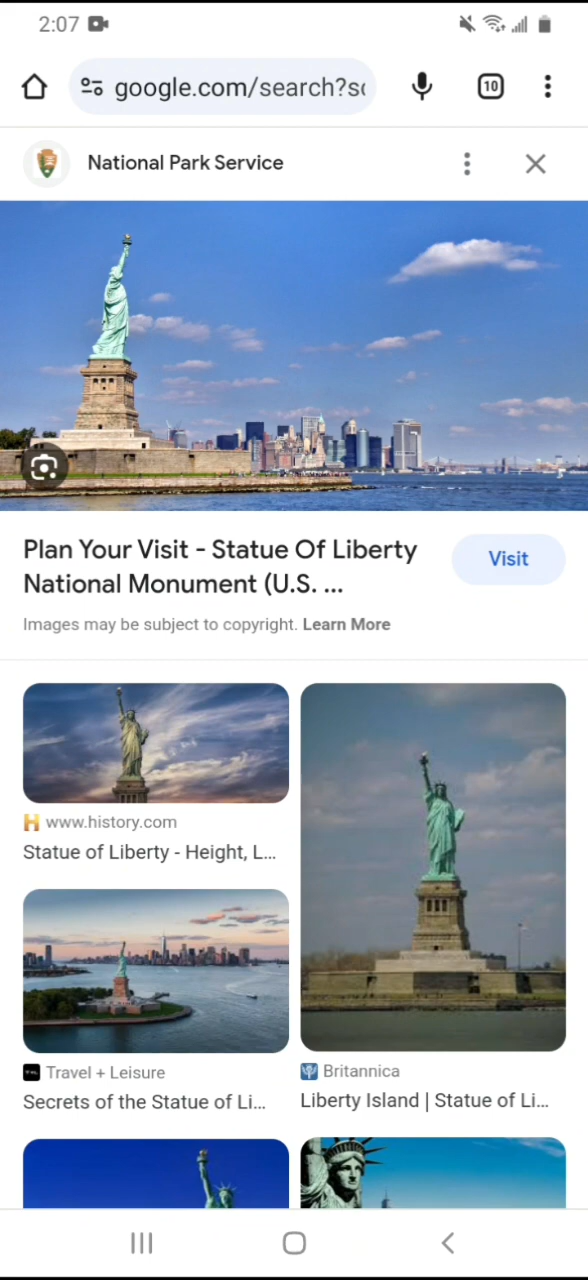 2:07
google.com/search?sc
10
National Park Service
Plan Your Visit - Statue Of Liberty
National Monument (U.S. ...
Visit
Images may be subject to copyright. Learn More
www.history.com
Statue of Liberty - Height, L...
Travel + Leisure
Secrets of the Statue of Li...
Britannica
Liberty Island | Statue of Li...